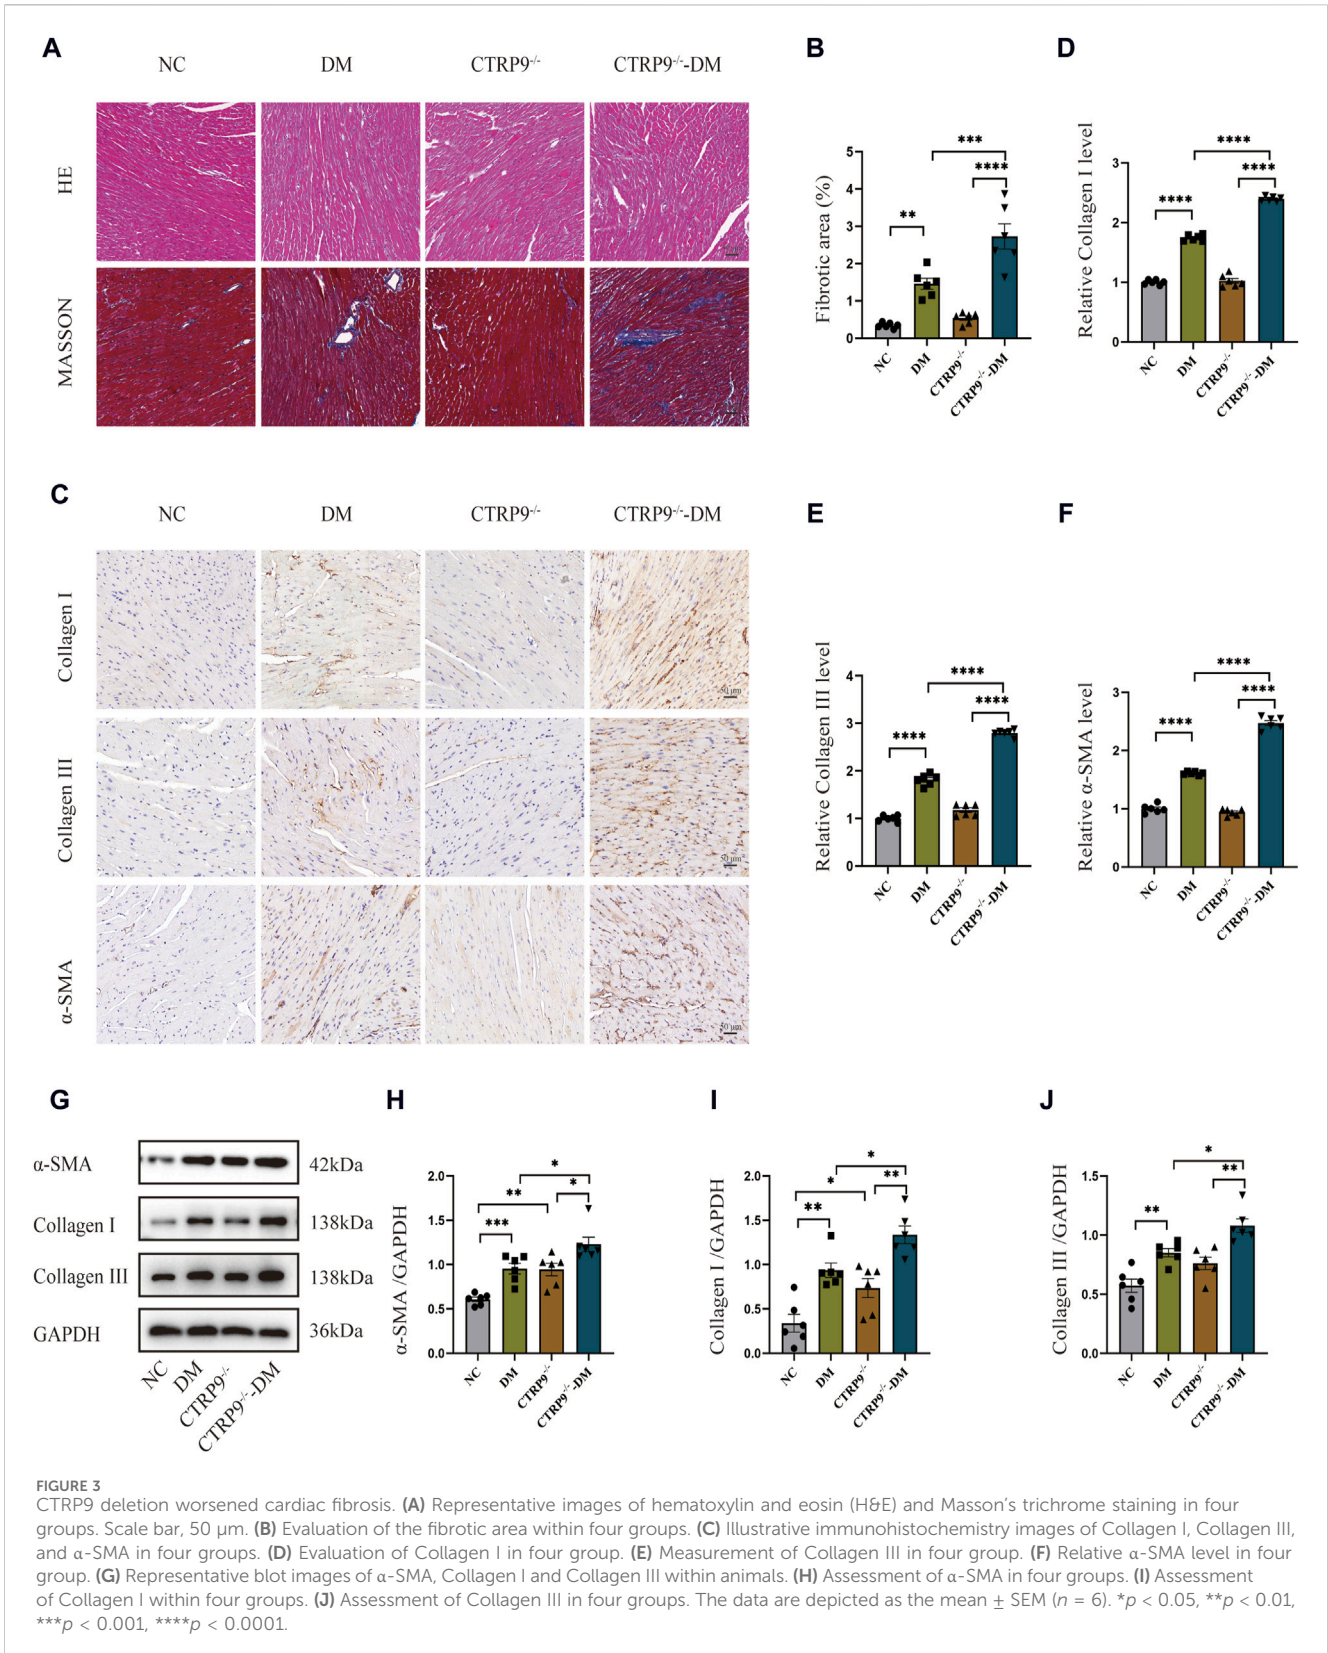 A
NC
DM
CTRP9-/-
CTRP9-/--DM
HE
MASSON
B
Fibrotic area (%)
5
4
3
2
1
0
**
***
****
NC
DM
CTRP9-/-
CTRP9-/--DM
D
Relative Collagen I level
3
2
1
0
****
****
****
NC
DM
CTRP9-/-
CTRP9-/--DM
C
NC
DM
CTRP9-/-
CTRP9-/--DM
Collagen I
50 μm
Collagen III
50 μm
α-SMA
50 μm
E
Relative Collagen III level
4
3
2
1
0
****
****
****
NC
DM
CTRP9-/-
CTRP9-/--DM
F
Relative α-SMA level
3
2
1
0
****
****
****
NC
DM
CTRP9-/-
CTRP9-/--DM
G
α-SMA 42kDa
Collagen I 138kDa
Collagen III 138kDa
GAPDH 36kDa
NC
DM
CTRP9-/-
CTRP9-/--DM
H
α-SMA /GAPDH
2.0
1.5
1.0
0.5
0.0
***
**
*
*
NC
DM
CTRP9-/-
CTRP9-/--DM
I
Collagen I /GAPDH
2.0
1.5
1.0
0.5
0.0
**
*
*
**
NC
DM
CTRP9-/-
CTRP9-/--DM
J
Collagen III /GAPDH
1.5
1.0
0.5
0.0
**
*
**
NC
DM
CTRP9-/-
CTRP9-/--DM
FIGURE 3
CTRP9 deletion worsened cardiac fibrosis. (A) Representative images of hematoxylin and eosin (H&E) and Masson's trichrome staining in four
groups. Scale bar, 50 μm. (B) Evaluation of the fibrotic area within four groups. (C) Illustrative immunohistochemistry images of Collagen I, Collagen III,
and α-SMA in four groups. (D) Evaluation of Collagen I in four group. (E) Measurement of Collagen III in four group. (F) Relative α-SMA level in four
group. (G) Representative blot images of α-SMA, Collagen I and Collagen III within animals. (H) Assessment of α-SMA in four groups. (I) Assessment
of Collagen I within four groups. (J) Assessment of Collagen III in four groups. The data are depicted as the mean ± SEM (n = 6). *p < 0.05, **p < 0.01,
***p < 0.001, ****p < 0.0001.